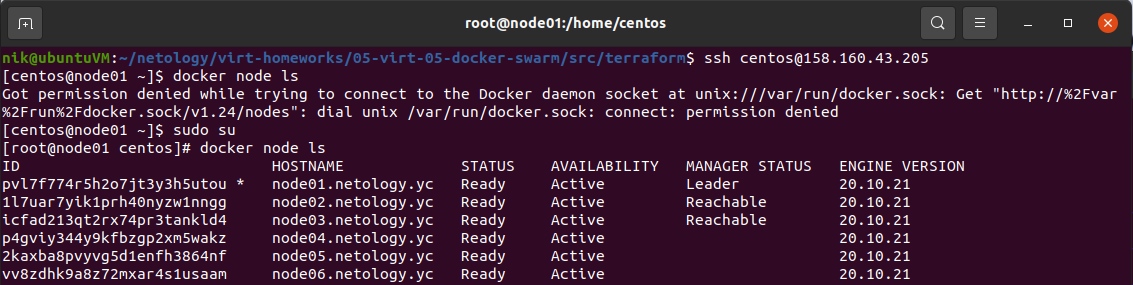 root@node01:/home/centos
nik@ubuntuVM:~/netology/virt-homeworks/05-virt-05-docker-swarm/src/terraform$ ssh centos@158.160.43.205
[centos@node01 ~]$ docker node ls
Got permission denied while trying to connect to the Docker daemon socket at unix:///var/run/docker.sock: Get "http://%2Fvar
%2Frun%2Fdocker.sock/v1.24/nodes": dial unix /var/run/docker.sock: connect: permission denied
[centos@node01 ~]$ sudo su
[root@node01 centos]# docker node ls
ID HOSTNAME STATUS AVAILABILITY MANAGER STATUS ENGINE VERSION
pvl7f774r5h2o7jt3y3h5utou * node01.netology.yc Ready Active Leader 20.10.21
1l7uar7yik1prh40nyzw1nngg node02.netology.yc Ready Active Reachable 20.10.21
icfad213qt2rx74pr3tankld4 node03.netology.yc Ready Active Reachable 20.10.21
p4gviy344y9kfbzgp2xm5wakz node04.netology.yc Ready Active 20.10.21
2kaxba8pvyvg5d1enfh3864nf node05.netology.yc Ready Active 20.10.21
vv8zdhk9a8z72mxar4s1usaam node06.netology.yc Ready Active 20.10.21